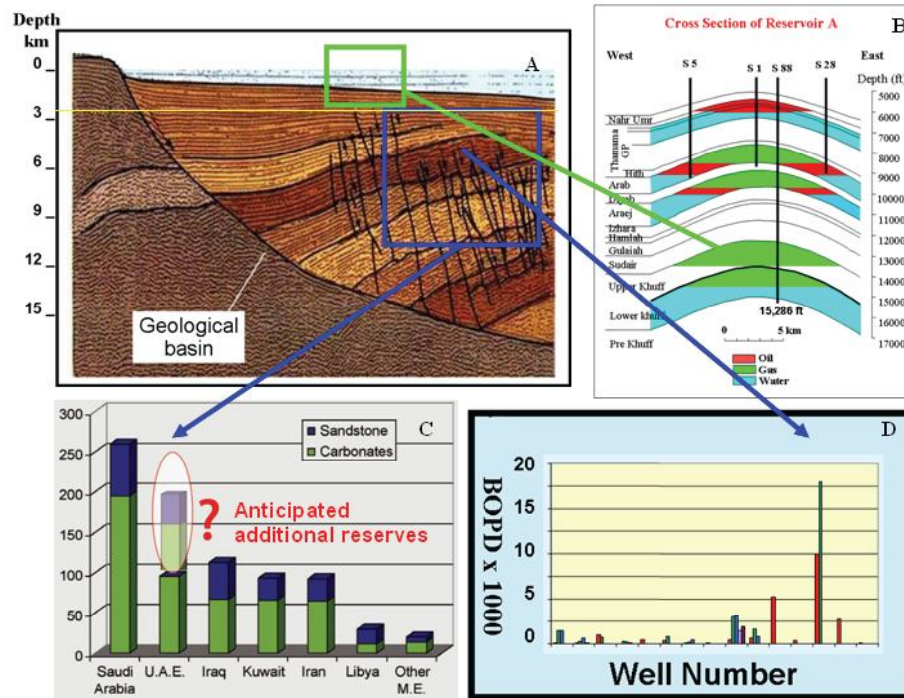 Depth
km
0
3
6
9
12
15
A
Geological
basin
Cross Section of Reservoir A
B
West
East
S 5
S 1
S 88
S 28
Depth (ft)
5000
6000
7000
8000
9000
10000
11000
12000
13000
14000
15000
16000
17000
Nahr Umr
Thamama
GP
Hith
Arab
Diyab
Araej
Izhara
Hamlah
Gulaiah
Sudair
Upper Khuff
Lower khuff
Pre Khuff
15,286 ft
0 5 km
Oil
Gas
Water
C
300
250
200
150
100
50
0
Sandstone
Carbonates
? Anticipated
additional reserves
Saudi
Arabia
U.A.E.
Iraq
Kuwait
Iran
Libya
Other
M.E.
D
BOPD x 1000
20
15
10
5
0
Well Number